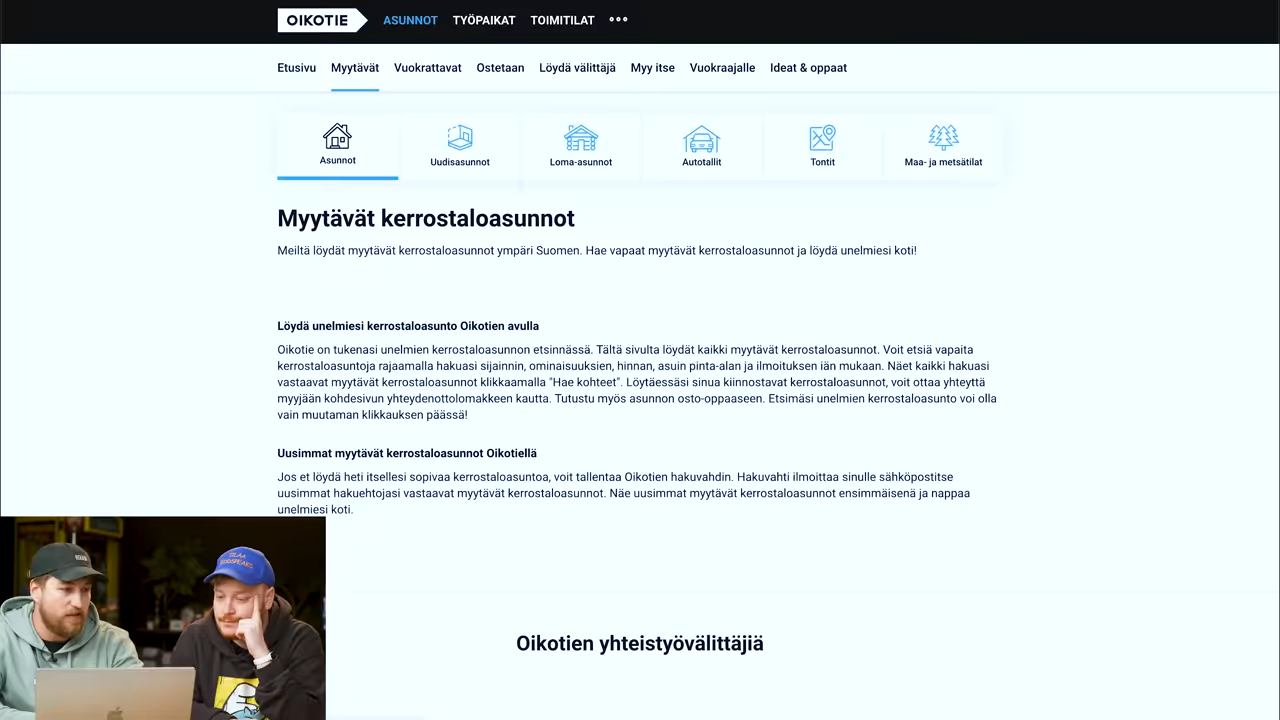 OIKOTIE ASUNNOT TYÖPAIKAT TOIMITILAT
Etusivu Myytävät Vuokrattavat Ostetaan Löydä välittäjä Myy itse Vuokraajalle Ideat & oppaat
Asunnot Uudisasunnot Loma-asunnot Autotallit Tontit Maa- ja metsätilat
Myytävät kerrostaloasunnot
Meiltä löydät myytävät kerrostaloasunnot ympäri Suomen. Hae vapaat myytävät kerrostaloasunnot ja löydä unelmiesi koti!
Löydä unelmiesi kerrostaloasunto Oikotien avulla
Oikotie on tukenasi unelmien kerrostaloasunnon etsinnässä. Tältä sivulta löydät kaikki myytävät kerrostaloasunnot. Voit etsiä vapaita
kerrostaloasuntoja rajaamalla hakuasi sijainnin, ominaisuuksien, hinnan, asuin pinta-alan ja ilmoituksen iän mukaan. Näet kaikki hakuasi
vastaavat myytävät kerrostaloasunnot klikkaamalla "Hae kohteet". Löytäessäsi sinua kiinnostavat kerrostaloasunnot, voit ottaa yhteyttä
myyjään kohdesivun yhteydenottolomakkeen kautta. Tutustu myös asunnon osto-oppaaseen. Etsimäsi unelmien kerrostaloasunto voi olla
vain muutaman klikkauksen päässä!
Uusimmat myytävät kerrostaloasunnot Oikotiellä
Jos et löydä heti itsellesi sopivaa kerrostaloasuntoa, voit tallentaa Oikotien hakuvahdin. Hakuvahti ilmoittaa sinulle sähköpostitse
uusimmat hakuehtojasi vastaavat myytävät kerrostaloasunnot. Näe uusimmat myytävät kerrostaloasunnot ensimmäisenä ja nappaa
unelmiesi koti.
Oikotien yhteistyövälittäjiä